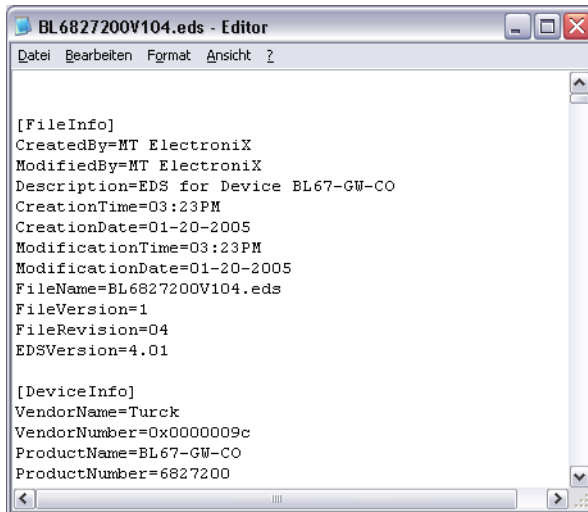 BL6827200V104.eds - Editor
Datei Bearbeiten Format Ansicht ?
[FileInfo]
CreatedBy=MT ElectroniX
ModifiedBy=MT ElectroniX
Description=EDS for Device BL67-GW-CO
CreationTime=03:23PM
CreationDate=01-20-2005
ModificationTime=03:23PM
ModificationDate=01-20-2005
FileName=BL6827200V104.eds
FileVersion=1
FileRevision=04
EDSVersion=4.01
[DeviceInfo]
VendorName=Turck
VendorNumber=0x0000009c
ProductName=BL67-GW-CO
ProductNumber=6827200